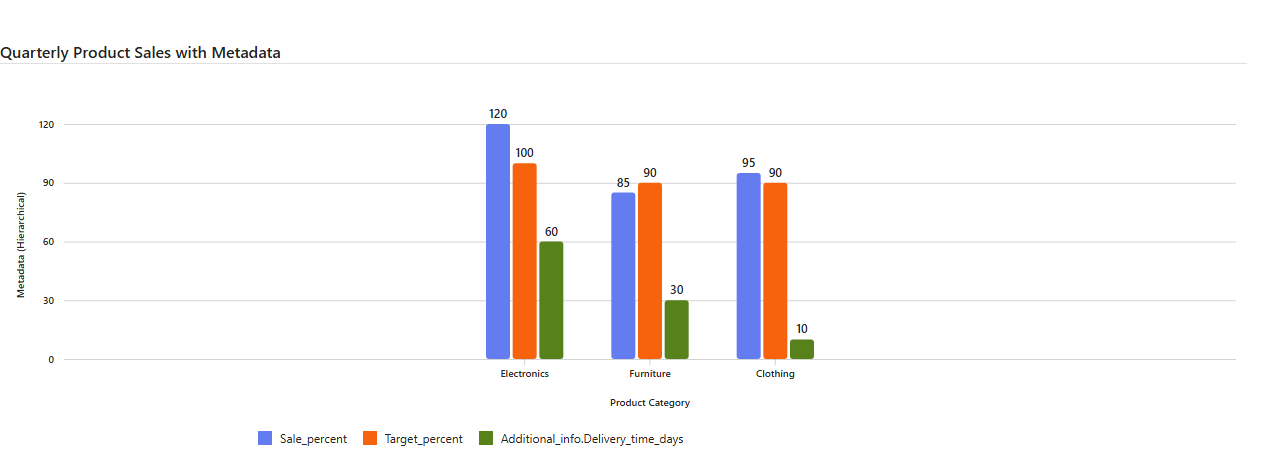 Quarterly Product Sales with Metadata
120
100
60
85
90
30
95
90
10
120
90
60
30
0
Metadata (Hierarchical)
Electronics
Furniture
Clothing
Product Category
Sale_percent
Target_percent
Additional_info.Delivery_time_days